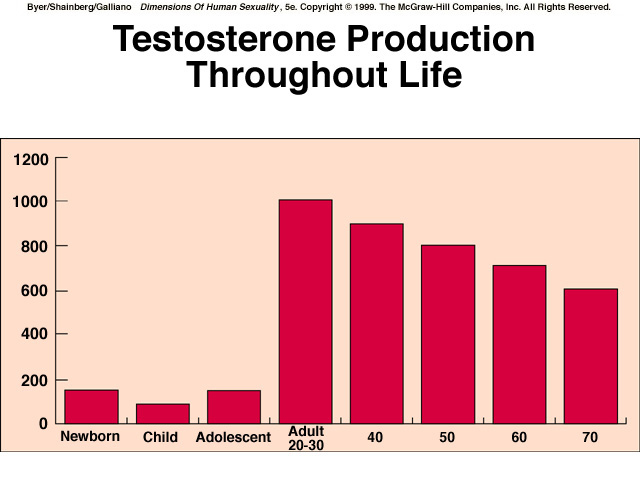 Byer/Shainberg/Galliano Dimensions Of Human Sexuality, 5e. Copyright © 1999. The McGraw-Hill Companies, Inc. All Rights Reserved.
Testosterone Production
Throughout Life
1200
1000
800
600
400
200
0
Newborn
Child
Adolescent
Adult
20-30
40
50
60
70